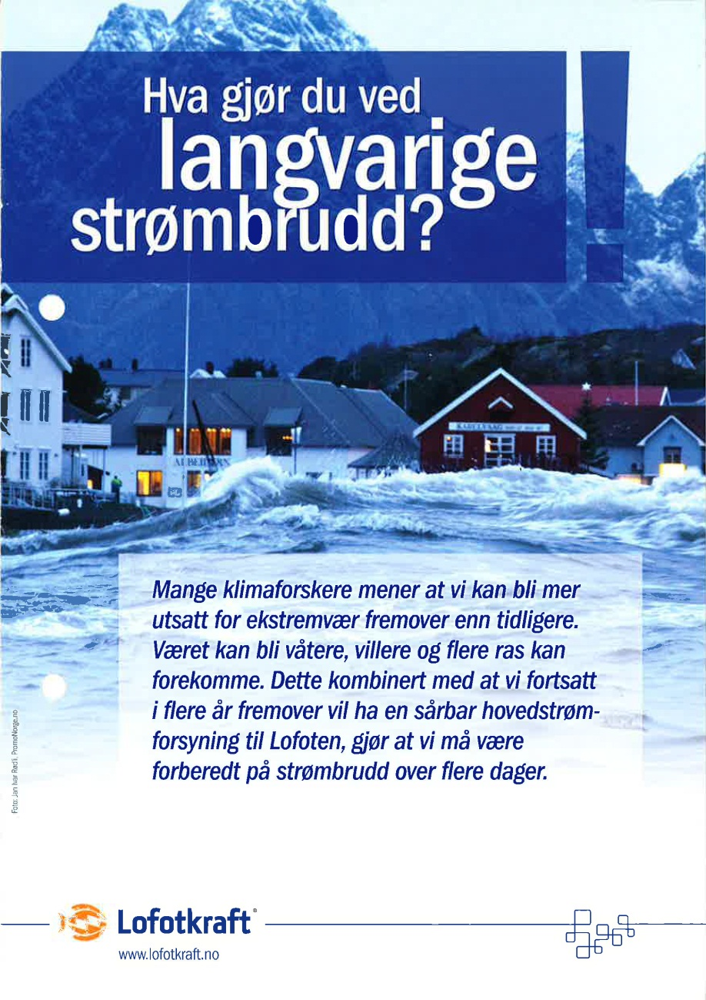 Hva gjør du ved
langvarige
strømbrudd?
!
KABELVAAG
ARBEIDER'N
Mange klimaforskere mener at vi kan bli mer
utsatt for ekstremvær fremover enn tidligere.
Været kan bli våtere, villere og flere ras kan
forekomme. Dette kombinert med at vi fortsatt
i flere år fremover vil ha en sårbar hovedstrøm-
forsyning til Lofoten, gjør at vi må være
forberedt på strømbrudd over flere dager.
Foto: Jan Ivar Rødli, PromoNorge.no
Lofotkraft®
www.lofotkraft.no